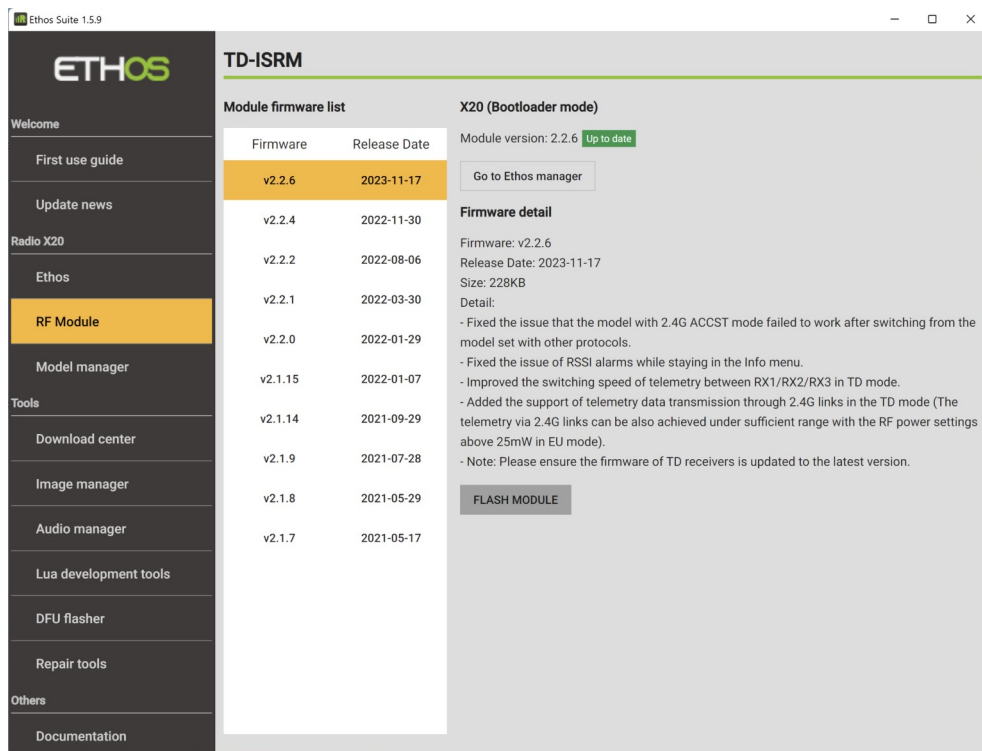 Ethos Suite 1.5.9
ETHOS
Welcome
First use guide
Update news
Radio X20
Ethos
RF Module
Model manager
Tools
Download center
Image manager
Audio manager
Lua development tools
DFU flasher
Repair tools
Others
Documentation
TD-ISRM
Module firmware list
Firmware Release Date
v2.2.6 2023-11-17
v2.2.4 2022-11-30
v2.2.2 2022-08-06
v2.2.1 2022-03-30
v2.2.0 2022-01-29
v2.1.15 2022-01-07
v2.1.14 2021-09-29
v2.1.9 2021-07-28
v2.1.8 2021-05-29
v2.1.7 2021-05-17
X20 (Bootloader mode)
Module version: 2.2.6 Up to date
Go to Ethos manager
Firmware detail
Firmware: v2.2.6
Release Date: 2023-11-17
Size: 228KB
Detail:
- Fixed the issue that the model with 2.4G ACCST mode failed to work after switching from the
model set with other protocols.
- Fixed the issue of RSSI alarms while staying in the Info menu.
- Improved the switching speed of telemetry between RX1/RX2/RX3 in TD mode.
- Added the support of telemetry data transmission through 2.4G links in the TD mode (The
telemetry via 2.4G links can be also achieved under sufficient range with the RF power settings
above 25mW in EU mode).
- Note: Please ensure the firmware of TD receivers is updated to the latest version.
FLASH MODULE